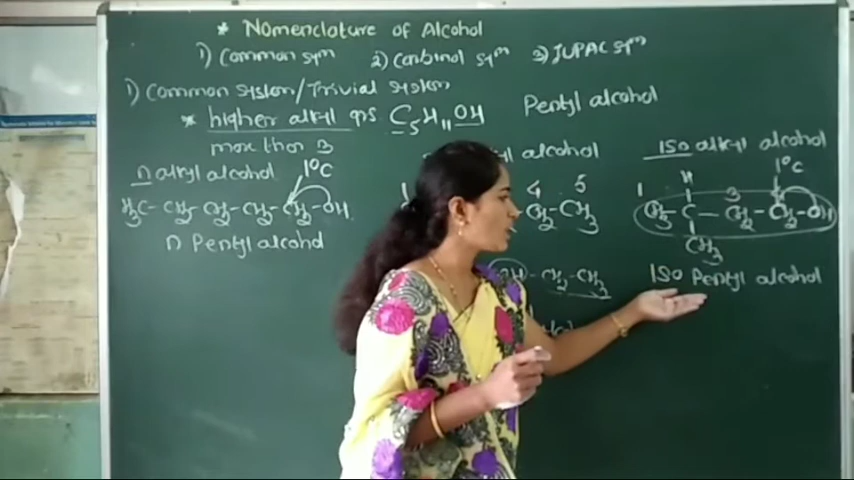 * Nomenclature of Alcohol
1) Common sym 2) Carbinol sym 3) IUPAC sym
1) Common System/Trivial System
* higher alkyl grs C5H11OH Pentyl alcohol
more than 3
n alkyl alcohol 1°C
H3C- CH2- CH2- CH2- CH2-OH
n Pentyl alcohol
alcohol
4 5
CH2-CH3
CH2-CH3
ISO alkyl alcohol
1 H 3 1°C
CH3- C - CH2-CH2-OH
CH3
ISO Pentyl alcohol